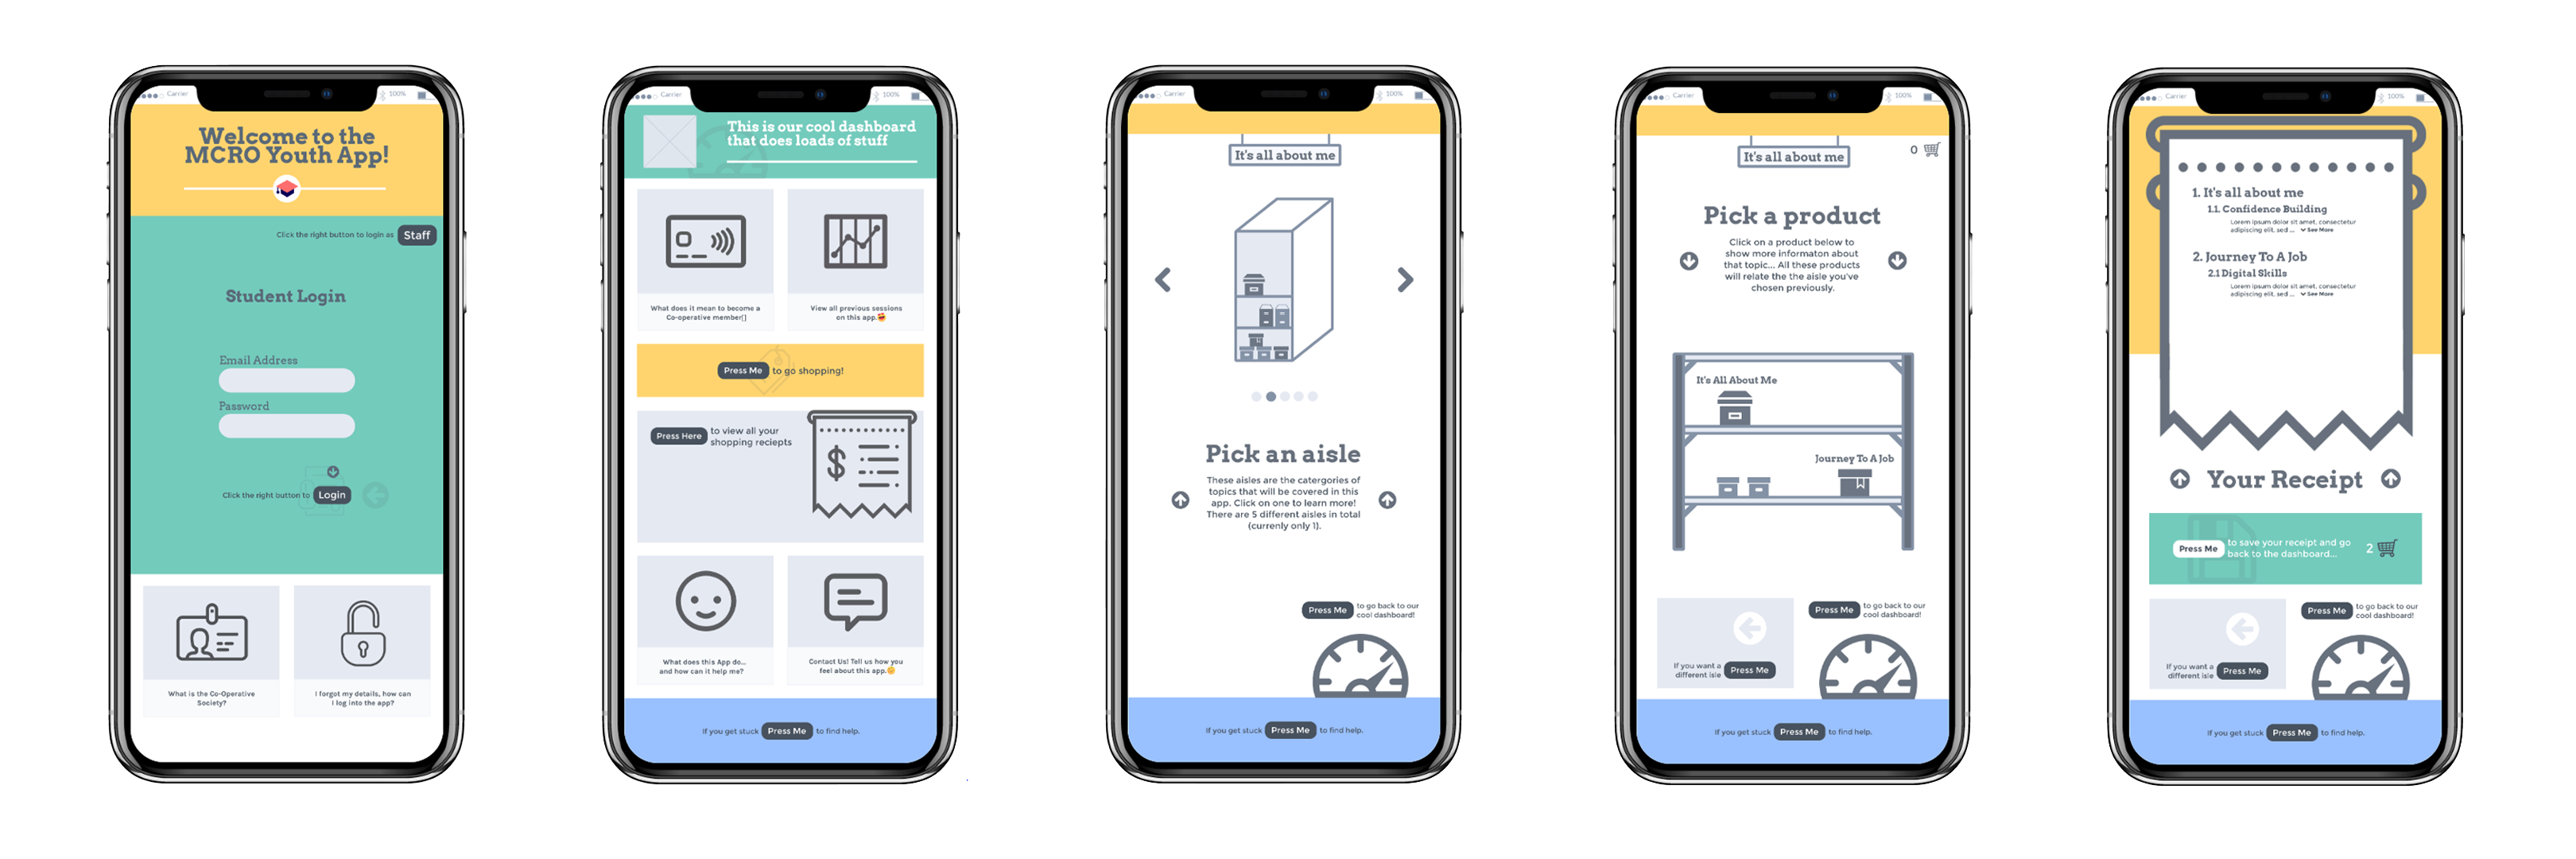 Carrier
100%
Welcome to the
MCRO Youth App!
Click the right button to login as
Staff
Student Login
Email Address
Password
Click the right button to
Login
What is the Co-Operative
Society?
I forgot my details, how can
I log into the app?
Carrier
100%
This is our cool dashboard
that does loads of stuff
What does it mean to become a
Co-operative member[]
View all previous sessions
on this app.
Press Me
to go shopping!
Press Here
to view all your
shopping reciepts
$
What does this App do...
and how can it help me?
Contact Us! Tell us how you
feel about this app.
If you get stuck
Press Me
to find help.
Carrier
100%
It's all about me
Pick an aisle
These aisles are the catergories of
topics that will be covered in this
app. Click on one to learn more!
There are 5 different aisles in total
(currenly only 1).
Press Me
to go back to our
cool dashboard!
If you get stuck
Press Me
to find help.
Carrier
100%
It's all about me
0
Pick a product
Click on a product below to
show more informaton about
that topic... All these products
will relate the the aisle you've
chosen previously.
It's All About Me
Journey To A Job
If you want a
different isle
Press Me
Press Me
to go back to our
cool dashboard!
If you get stuck
Press Me
to find help.
Carrier
100%
1. It's all about me
1.1. Confidence Building
Lorem ipsum dolor sit amet, consectetur
adipiscing elit, sed ...
See More
2. Journey To A Job
2.1 Digital Skills
Lorem ipsum dolor sit amet, consectetur
adipiscing elit, sed ...
See More
Your Receipt
Press Me
to save your receipt and go
back to the dashboard...
2
If you want a
different isle
Press Me
Press Me
to go back to our
cool dashboard!
If you get stuck
Press Me
to find help.